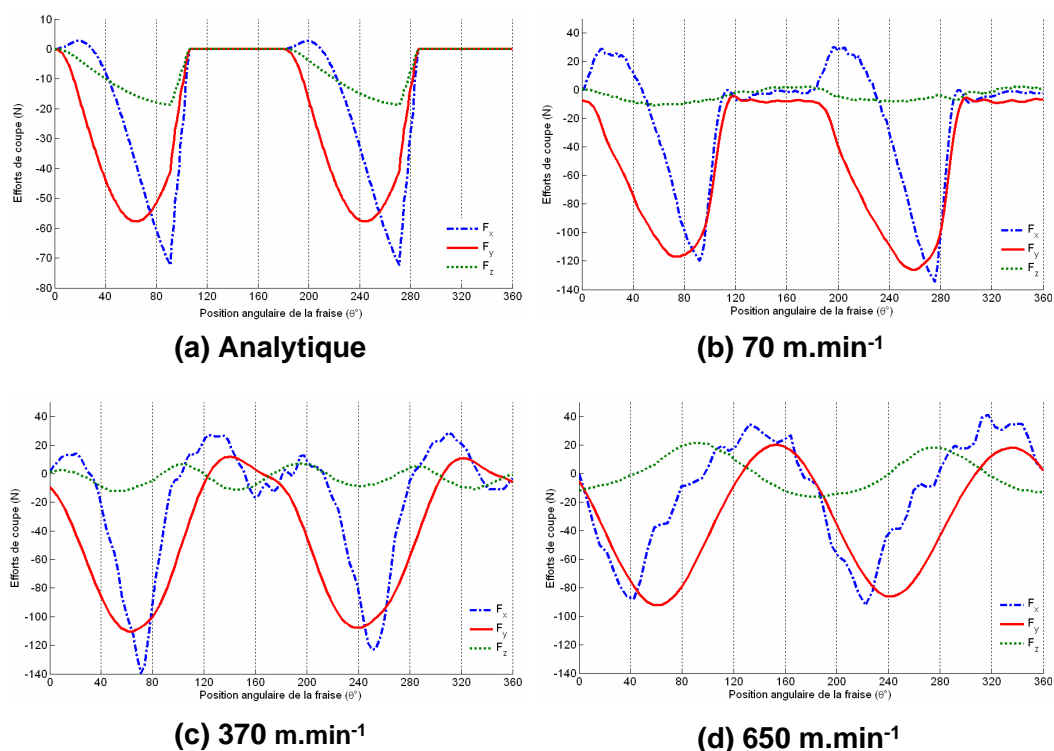 10
0
-10
-20
-30
-40
-50
-60
-70
-80
Efforts de coupe (N)
F_x
F_y
F_z
0 40 80 120 160 200 240 280 320 360
Position angulaire de la fraise (θ°)
(a) Analytique
40
20
0
-20
-40
-60
-80
-100
-120
-140
Efforts de coupe (N)
F_x
F_y
F_z
0 40 80 120 160 200 240 280 320 360
Position angulaire de la fraise (θ°)
(b) 70 m.min⁻¹
40
20
0
-20
-40
-60
-80
-100
-120
-140
Efforts de coupe (N)
F_x
F_y
F_z
0 40 80 120 160 200 240 280 320 360
Position angulaire de la fraise (θ°)
(c) 370 m.min⁻¹
40
20
0
-20
-40
-60
-80
-100
-120
-140
Efforts de coupe (N)
F_x
F_y
F_z
0 40 80 120 160 200 240 280 320 360
Position angulaire de la fraise (θ°)
(d) 650 m.min⁻¹